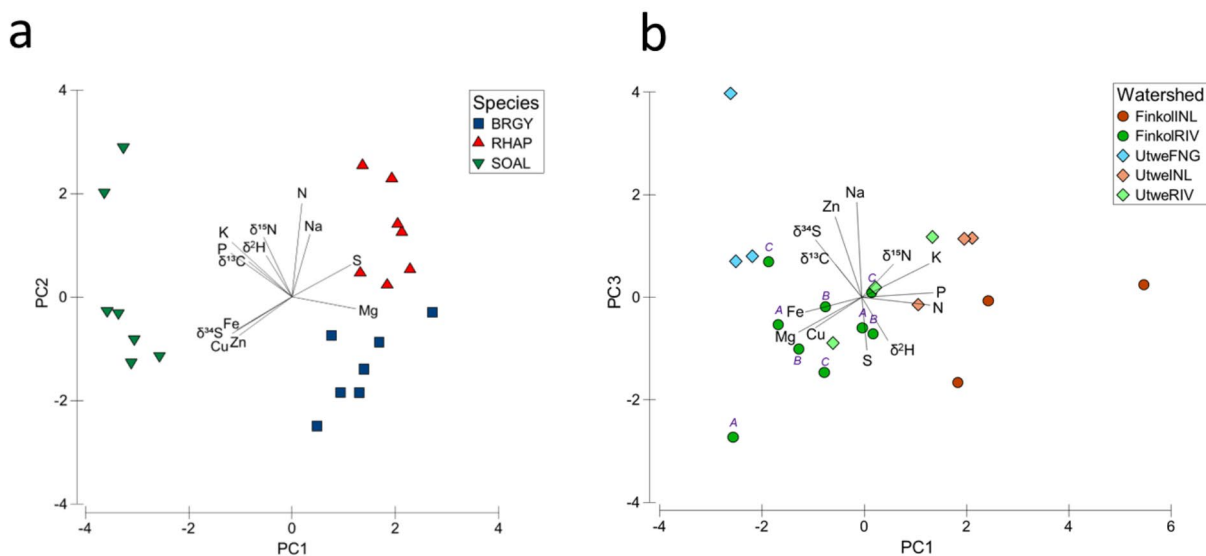 a
4
2
0
-2
-4
-4
-2
0
2
4
PC2
PC1
Species
BRGY
RHAP
SOAL
N
Na
K
δ¹⁵N
P
δ²H
δ¹³C
S
Mg
Fe
δ³⁴S
Zn
Cu
b
4
2
0
-2
-4
-4
-2
0
2
4
6
PC3
PC1
Watershed
FinkolINL
FinkolRIV
UtweFNG
UtweINL
UtweRIV
Na
Zn
δ³⁴S
δ¹³C
δ¹⁵N
K
P
N
Fe
Mg
Cu
S
δ²H
C
C
B
A
A
B
B
C
A